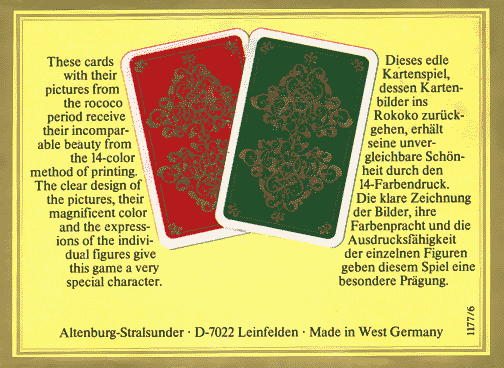 These cards
with their
pictures from
the rococo
period receive
their incompar-
able beauty from
the 14-color
method of printing.
The clear design of
the pictures, their
magnificent color
and the express-
ions of the indivi-
dual figures give
this game a very
special character.
Dieses edle
Kartenspiel,
dessen Karten-
bilder ins
Rokoko zurück-
gehen, erhält
seine unver-
gleichbare Schön-
heit durch den
14-Farbendruck.
Die klare Zeichnung
der Bilder, ihre
Farbenpracht und die
Ausdrucksfähigkeit
der einzelnen Figuren
geben diesem Spiel eine
besondere Prägung.
Altenburg-Stralsunder · D-7022 Leinfelden · Made in West Germany
1177/6